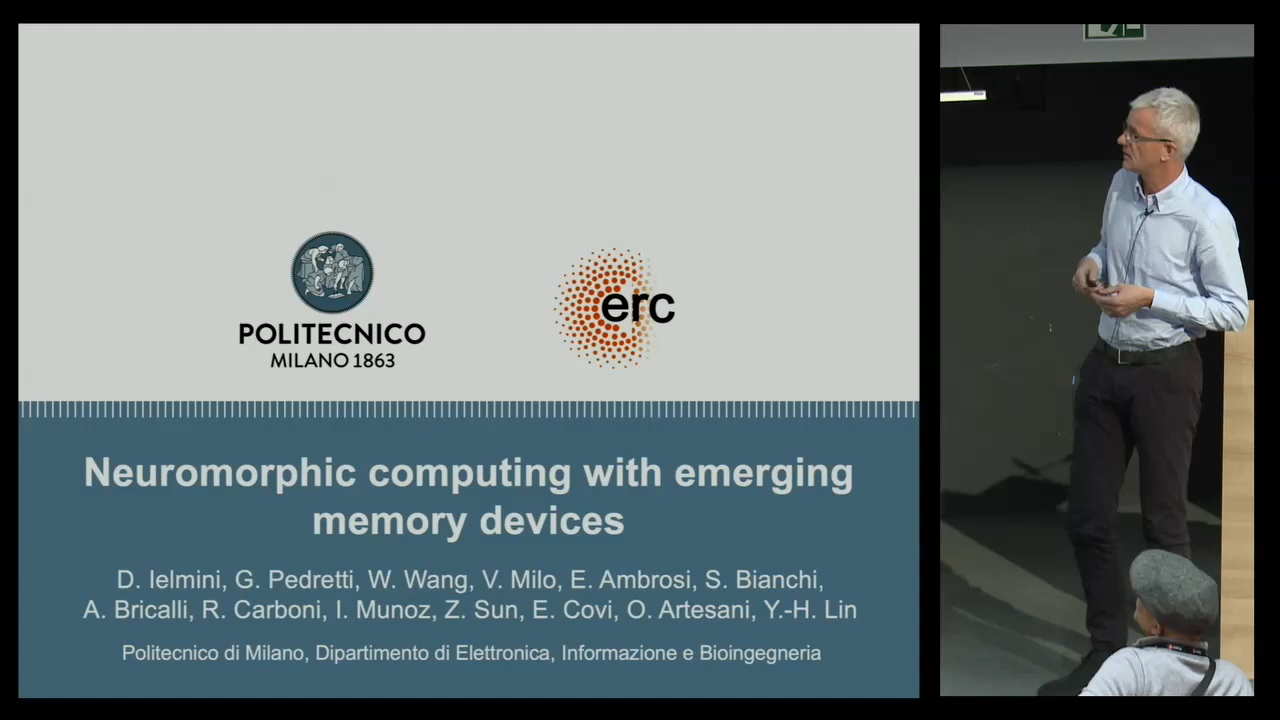 POLITECNICO
MILANO 1863
erc
Neuromorphic computing with emerging
memory devices
D. Ielmini, G. Pedretti, W. Wang, V. Milo, E. Ambrosi, S. Bianchi,
A. Bricalli, R. Carboni, I. Munoz, Z. Sun, E. Covi, O. Artesani, Y.-H. Lin
Politecnico di Milano, Dipartimento di Elettronica, Informazione e Bioingegneria